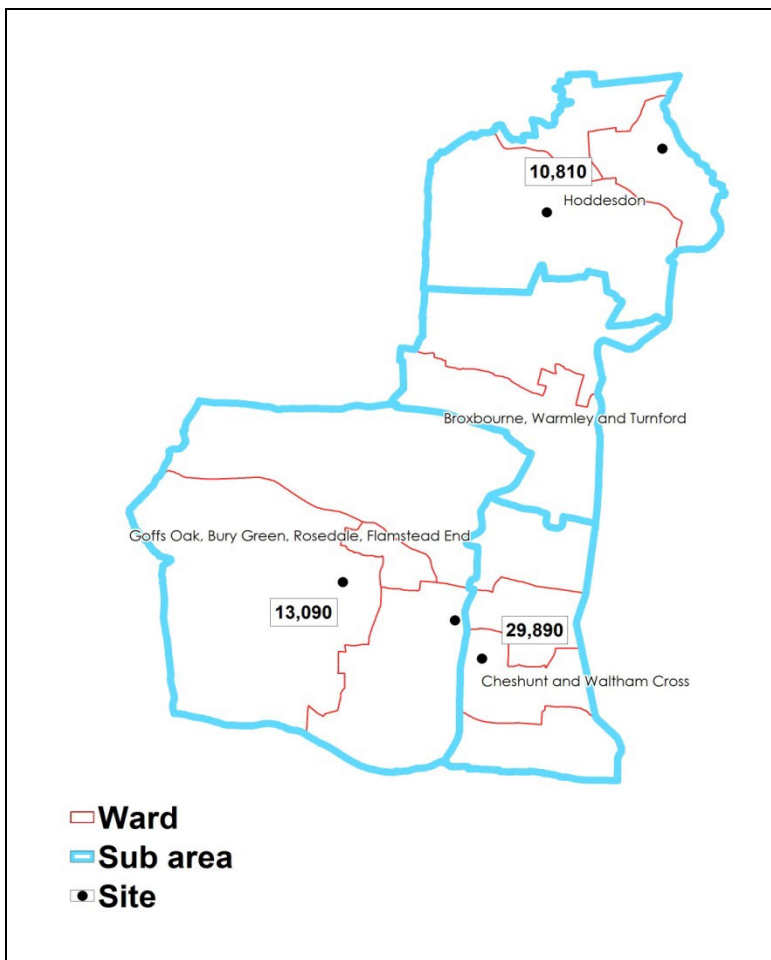 10,810
Hoddesdon
Broxbourne, Warmley and Turnford
Goffs Oak, Bury Green, Rosedale, Flamstead End
13,090
29,890
Cheshunt and Waltham Cross
Ward
Sub area
Site